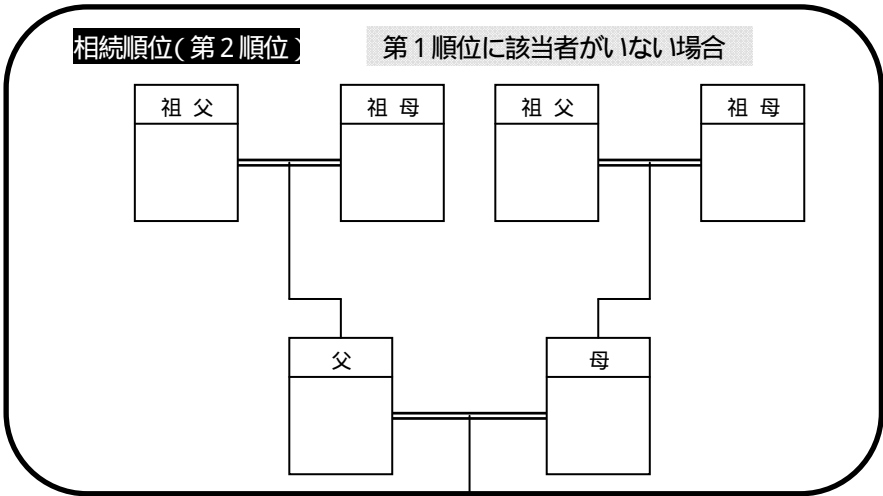 相続順位(第2順位)
第1順位に該当者がいない場合
祖父
祖母
祖父
祖母
父
母